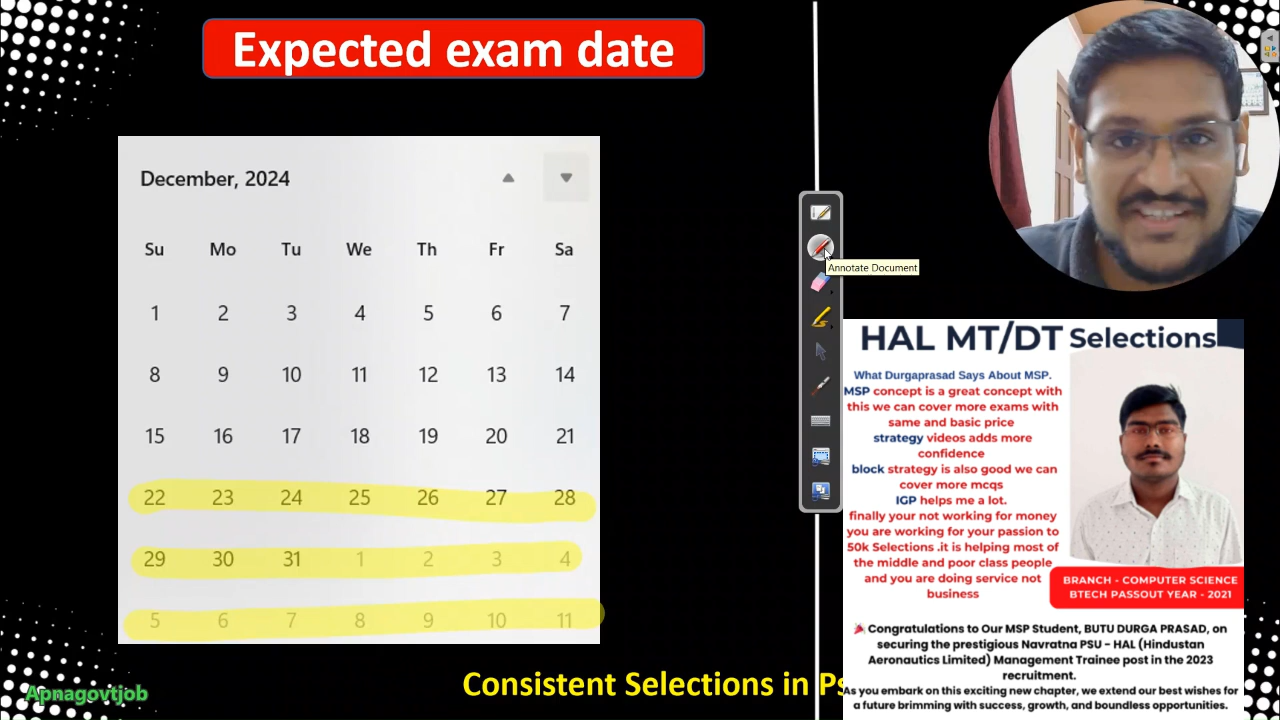 Expected exam date
December, 2024
Su Mo Tu We Th Fr Sa
1 2 3 4 5 6 7
8 9 10 11 12 13 14
15 16 17 18 19 20 21
22 23 24 25 26 27 28
29 30 31 1 2 3 4
5 6 7 8 9 10 11
Annotate Document
HAL MT/DT Selections
What Durgaprasad Says About MSP.
MSP concept is a great concept with
this we can cover more exams with
same and basic price
strategy videos adds more
confidence
block strategy is also good we can
cover more mcqs
IGP helps me a lot.
finally your not working for money
you are working for your passion to
50k Selections .it is helping most of
the middle and poor class people
and you are doing service not
business
BRANCH - COMPUTER SCIENCE
BTECH PASSOUT YEAR - 2021
🎉 Congratulations to Our MSP Student, BUTU DURGA PRASAD, on
securing the prestigious Navratna PSU - HAL (Hindustan
Aeronautics Limited) Management Trainee post in the 2023
recruitment.
As you embark on this exciting new chapter, we extend our best wishes for
a future brimming with success, growth, and boundless opportunities.
Consistent Selections in Ps
Apnagovtjob